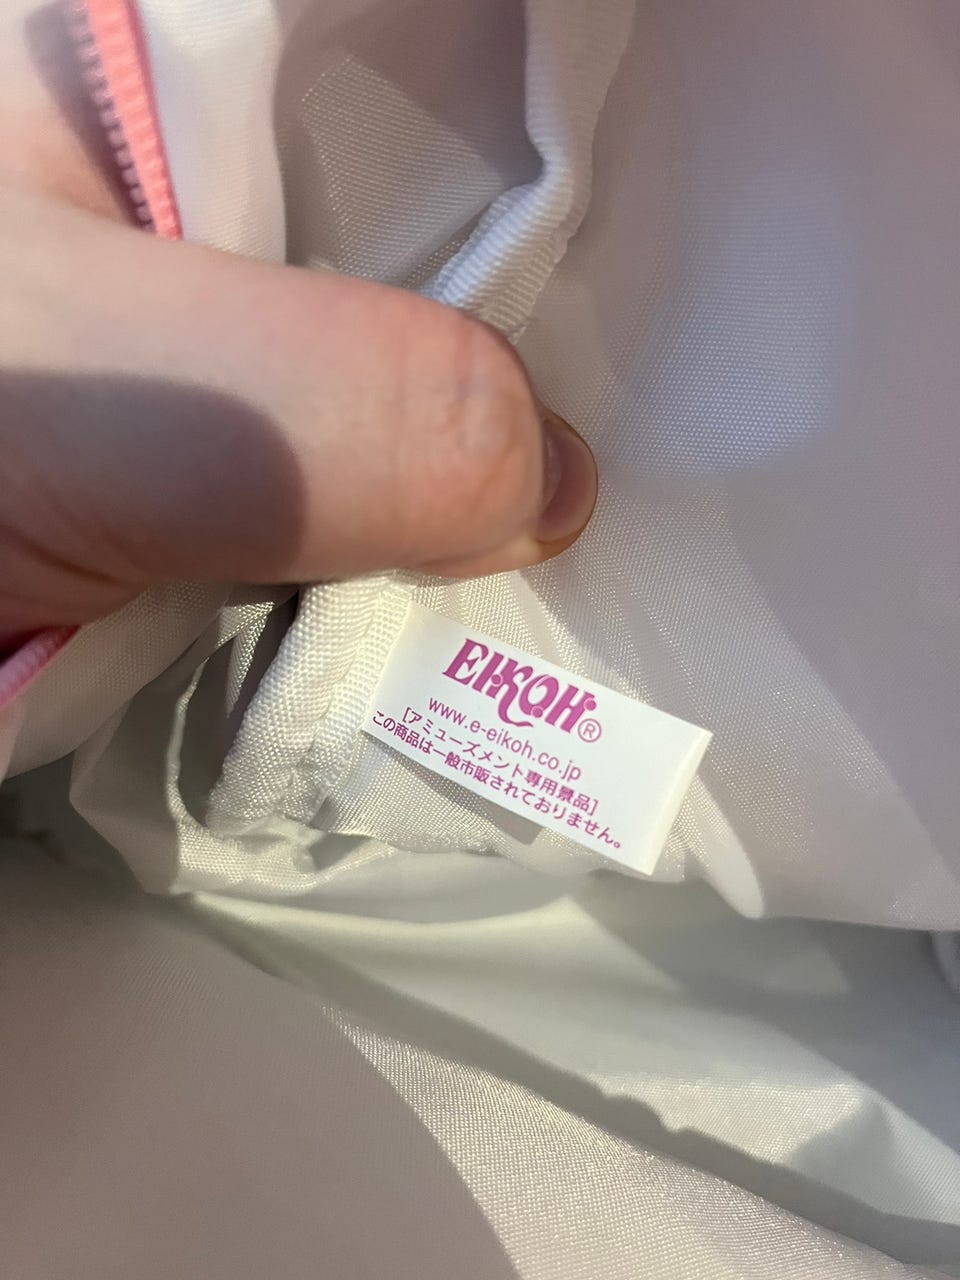 EIKOH®
www.e-eikoh.co.jp
[アミューズメント専用景品]
この商品は一般市販されておりません。